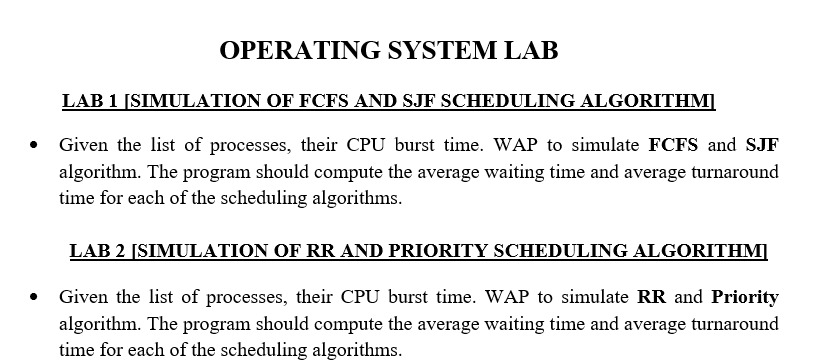 OPERATING SYSTEM LAB
LAB 1 [SIMULATION OF FCFS AND SJF SCHEDULING ALGORITHM]
• Given the list of processes, their CPU burst time. WAP to simulate FCFS and SJF
algorithm. The program should compute the average waiting time and average turnaround
time for each of the scheduling algorithms.
LAB 2 [SIMULATION OF RR AND PRIORITY SCHEDULING ALGORITHM]
• Given the list of processes, their CPU burst time. WAP to simulate RR and Priority
algorithm. The program should compute the average waiting time and average turnaround
time for each of the scheduling algorithms.